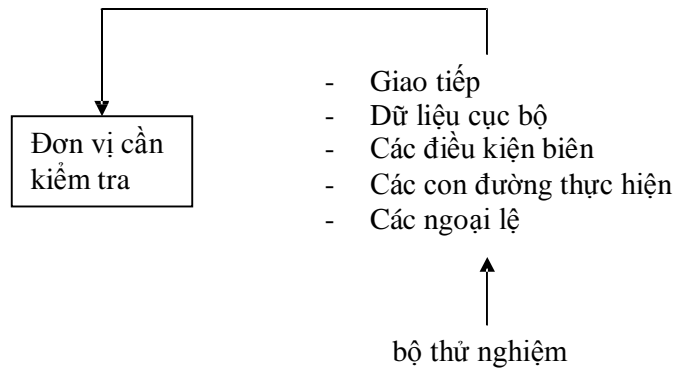 - Giao tiếp
- Dữ liệu cục bộ
- Các điều kiện biên
- Các con đường thực hiện
- Các ngoại lệ
Đơn vị cần
kiểm tra
bộ thử nghiệm